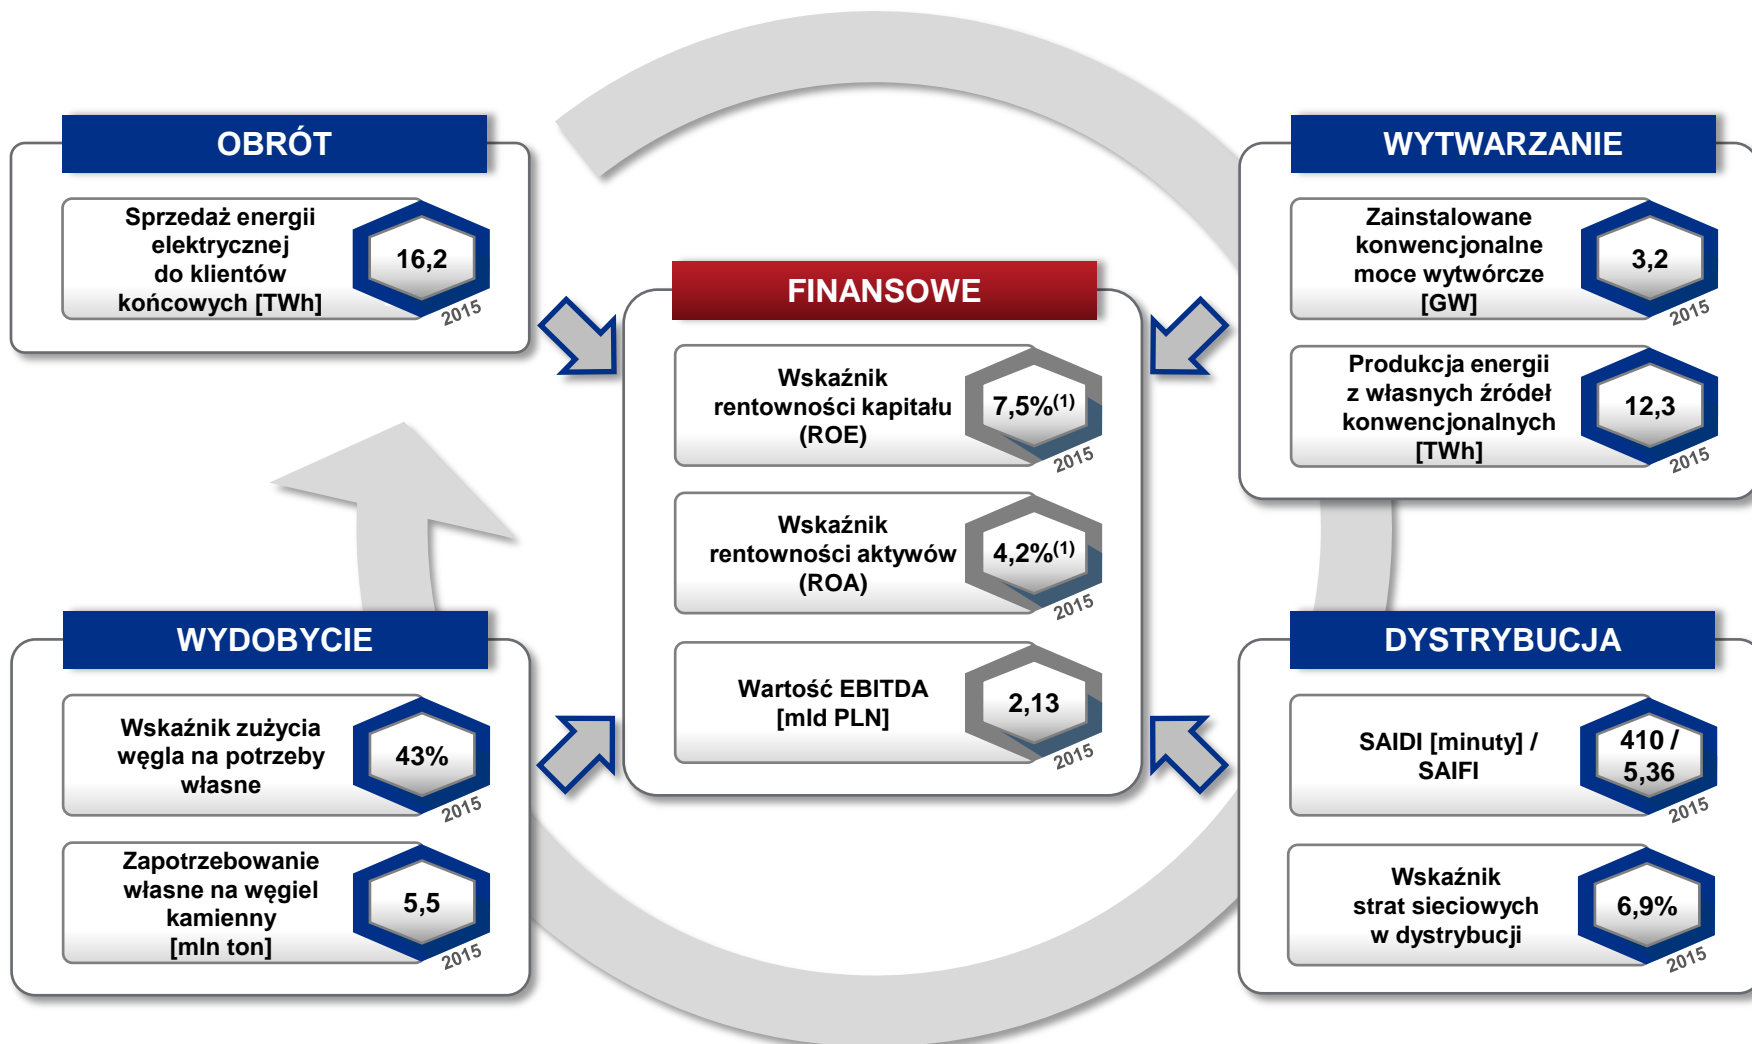 OBRÓT
Sprzedaż energii
elektrycznej
do klientów
końcowych [TWh]
16,2
2015
WYTWARZANIE
Zainstalowane
konwencjonalne
moce wytwórcze
[GW]
3,2
2015
Produkcja energii
z własnych źródeł
konwencjonalnych
[TWh]
12,3
2015
FINANSOWE
Wskaźnik
rentowności kapitału
(ROE)
7,5%(1)
2015
Wskaźnik
rentowności aktywów
(ROA)
4,2%(1)
2015
Wartość EBITDA
[mld PLN]
2,13
2015
WYDOBYCIE
Wskaźnik zużycia
węgla na potrzeby
własne
43%
2015
Zapotrzebowanie
własne na węgiel
kamienny
[mln ton]
5,5
2015
DYSTRYBUCJA
SAIDI [minuty] /
SAIFI
410 /
5,36
2015
Wskaźnik
strat sieciowych
w dystrybucji
6,9%
2015